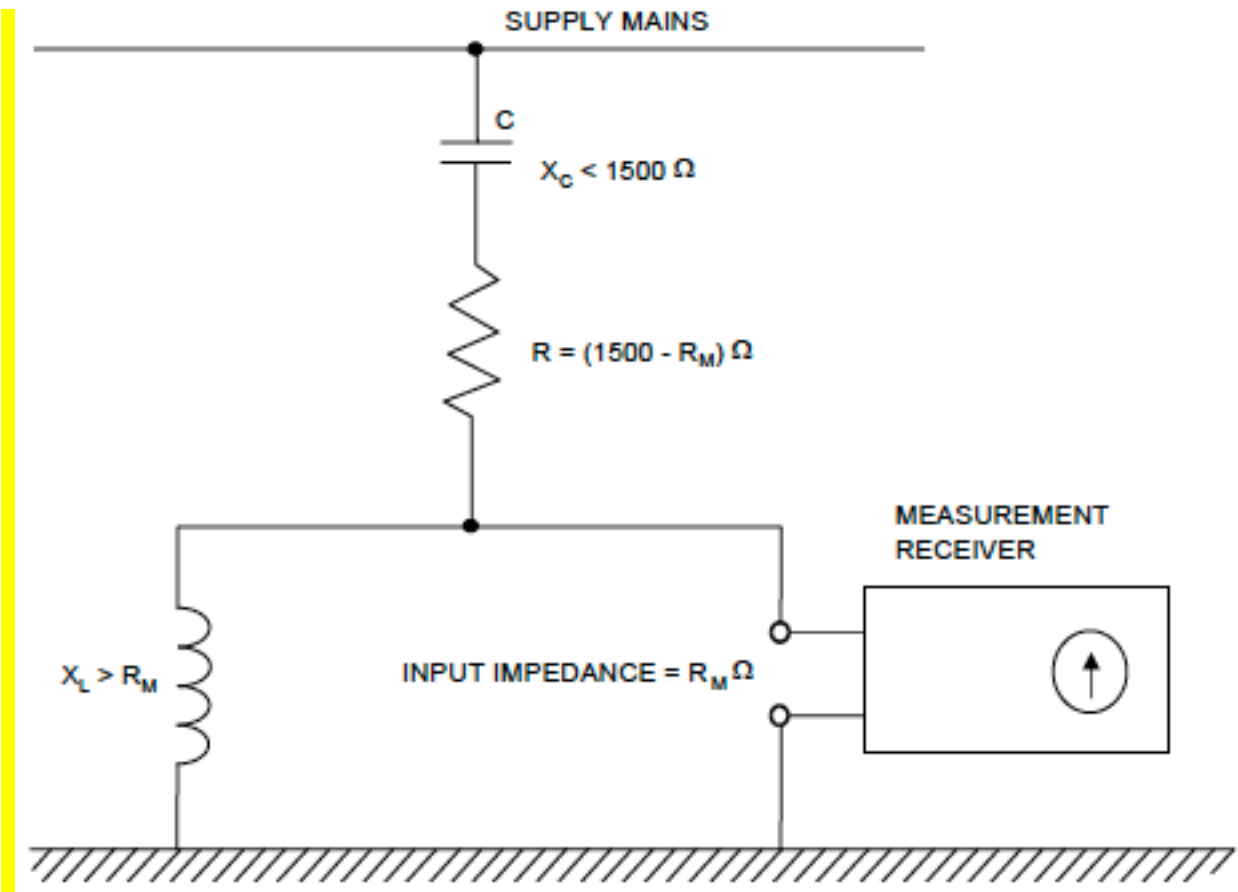 SUPPLY MAINS
C
X_C < 1500 Ω
R = (1500 - R_M) Ω
MEASUREMENT
RECEIVER
X_L > R_M
INPUT IMPEDANCE = R_M Ω